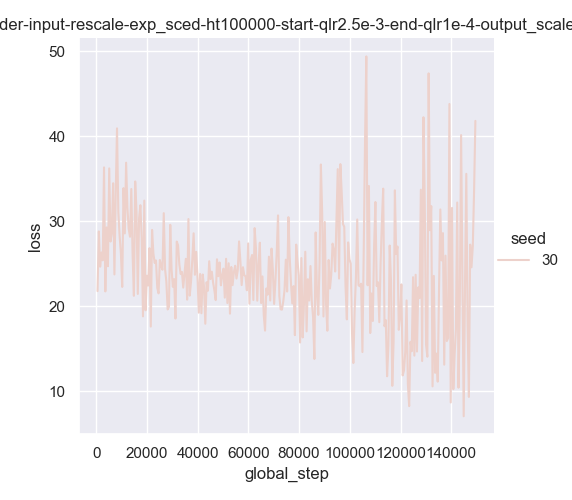 der-input-rescale-exp_sced-ht100000-start-qlr2.5e-3-end-qlr1e-4-output_scale
50
40
30
20
10
loss
0 20000 40000 60000 80000 100000 120000 140000
global_step
seed
30